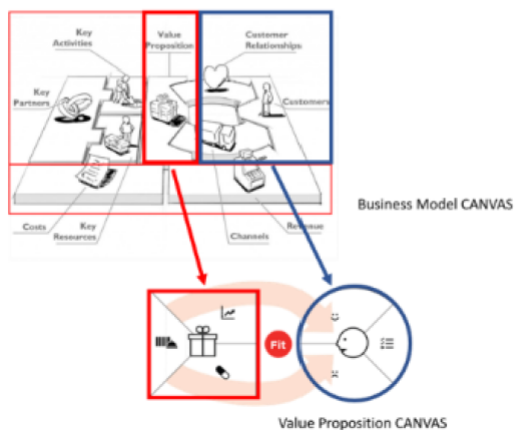 Key
Activities
Value
Proposition
Customer
Relationships
Key
Partners
Customers
Costs
Key
Resources
Channels
Revenue
Business Model CANVAS
Fit
Value Proposition CANVAS